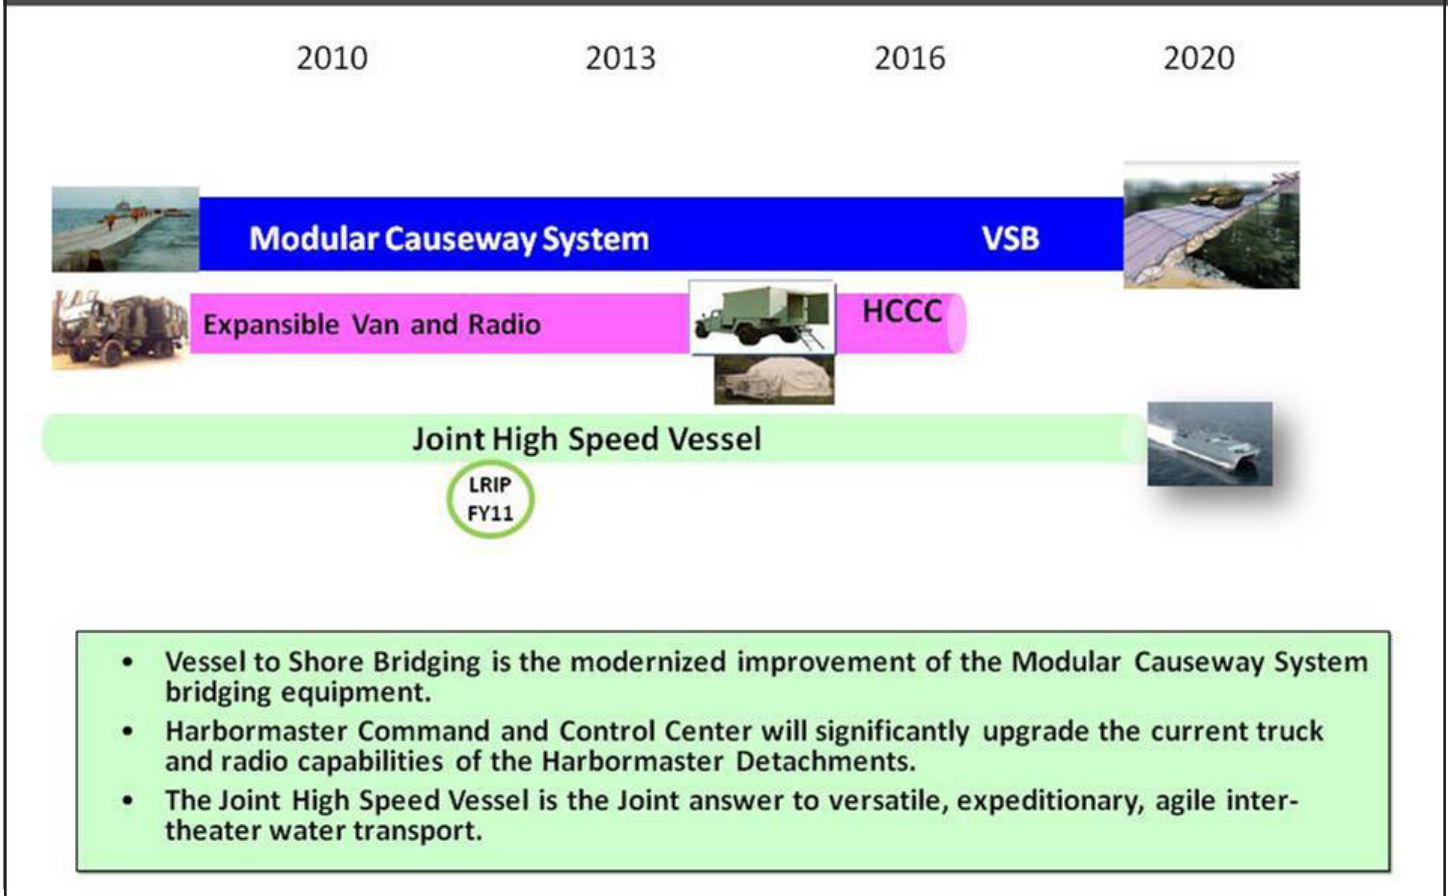 2010 2013 2016 2020
Modular Causeway System VSB
Expansible Van and Radio HCCC
Joint High Speed Vessel
LRIP
FY11
• Vessel to Shore Bridging is the modernized improvement of the Modular Causeway System
bridging equipment.
• Harbormaster Command and Control Center will significantly upgrade the current truck
and radio capabilities of the Harbormaster Detachments.
• The Joint High Speed Vessel is the Joint answer to versatile, expeditionary, agile inter-
theater water transport.